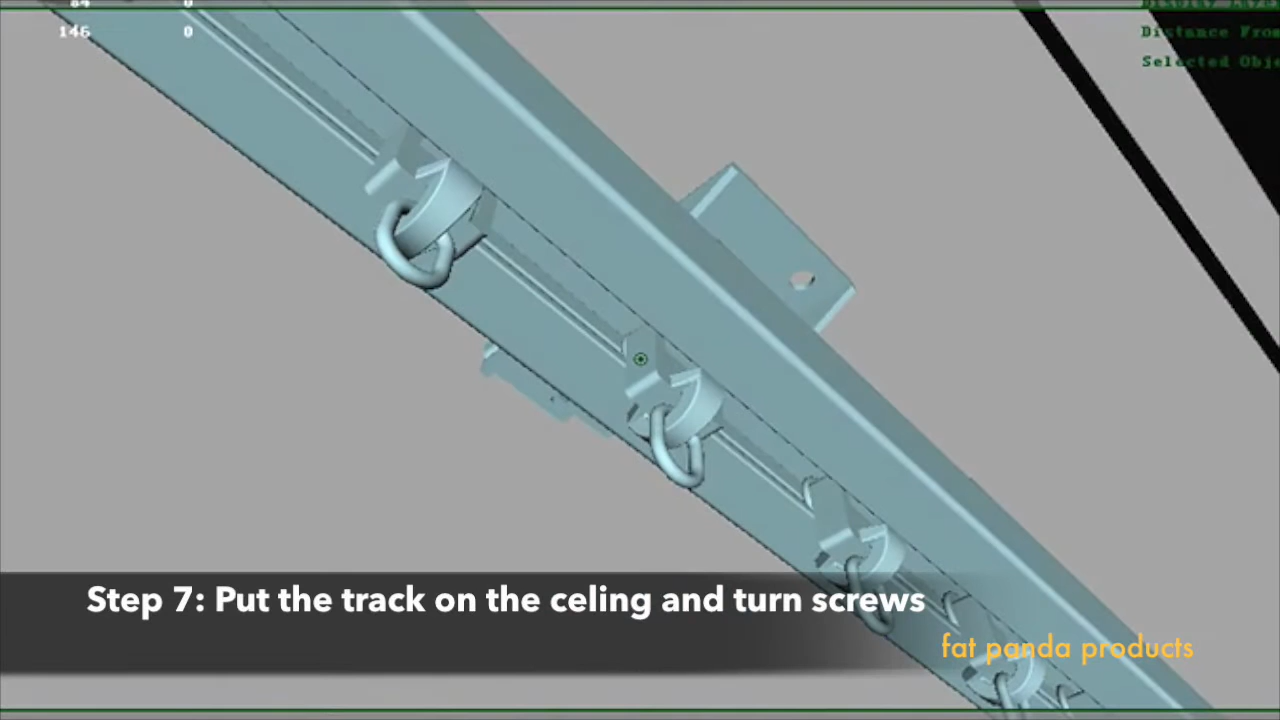 146 0
Distance From
Selected Obje
Step 7: Put the track on the celing and turn screws
fat panda products